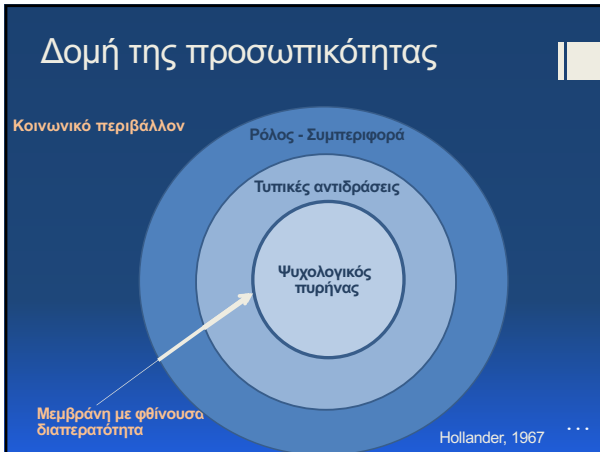 Δομή της προσωπικότητας
Κοινωνικό περιβάλλον
Ρόλος - Συμπεριφορά
Τυπικές αντιδράσεις
Ψυχολογικός
πυρήνας
Μεμβράνη με φθίνουσα
διαπερατότητα
Hollander, 1967
...